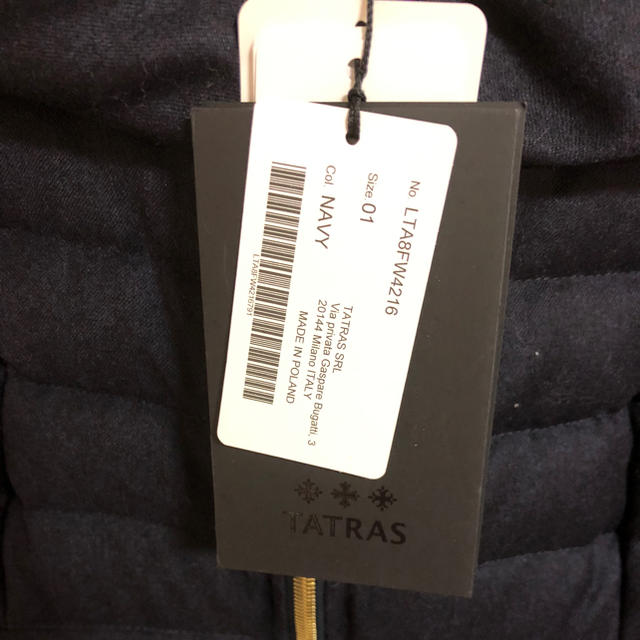 No. LTA8FW4216
Size 01
Col. NAVY
TATRAS SRL
Via privata Gaspare Bugatti, 3
20144 Milano ITALY
MADE IN POLAND
TATRAS